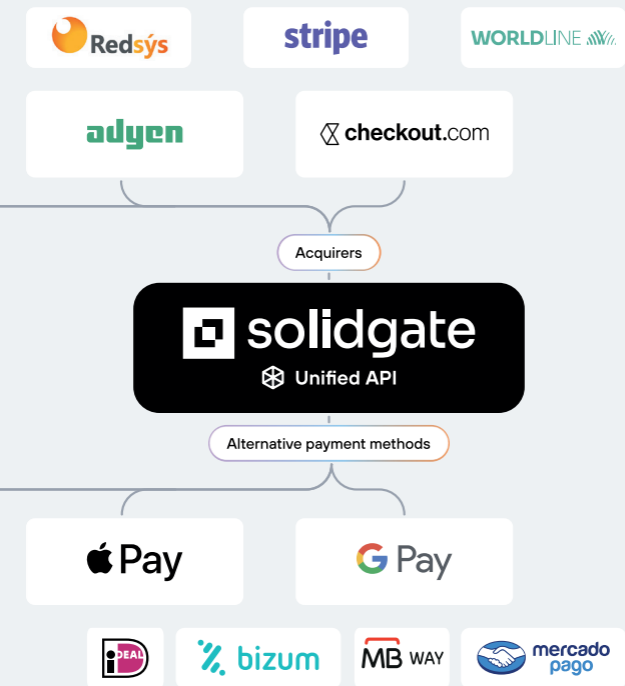 Redsýs
stripe
WORLDLINE
adyen
checkout.com
Acquirers
solidgate
Unified API
Alternative payment methods
Pay
G Pay
iDEAL
bizum
MB WAY
mercado
pago